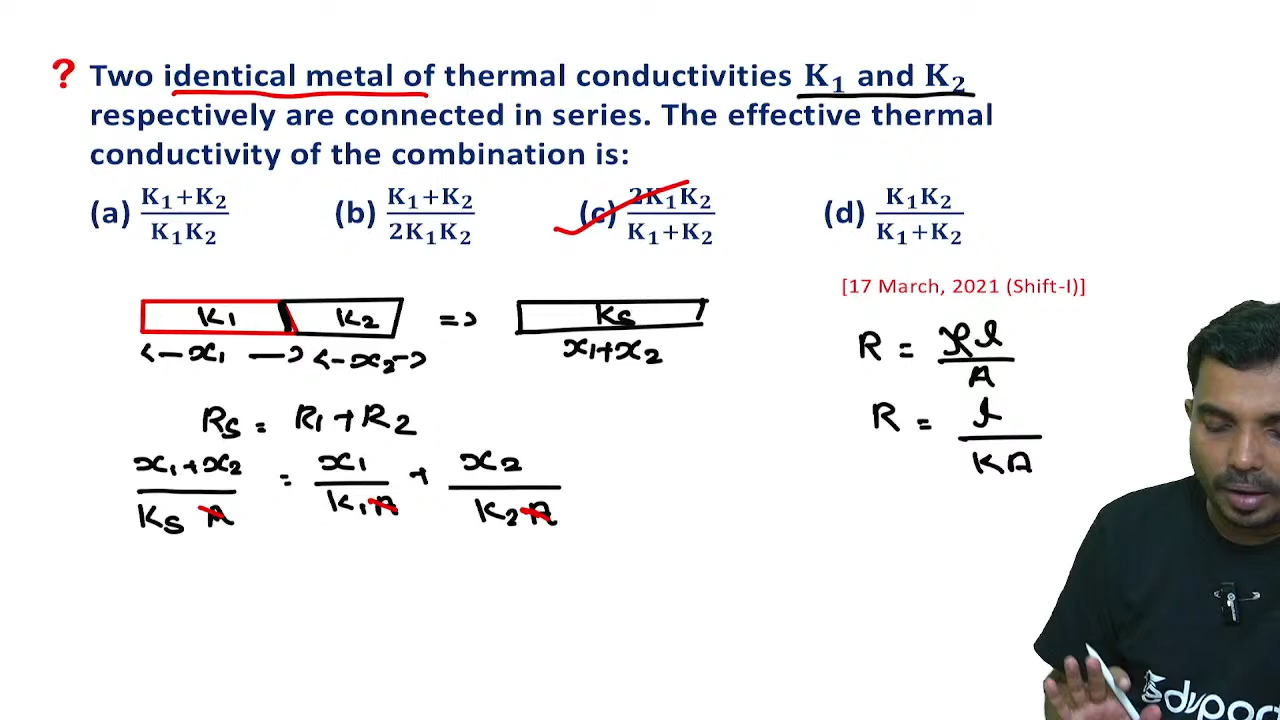 ? Two identical metal of thermal conductivities K₁ and K₂
respectively are connected in series. The effective thermal
conductivity of the combination is:
(a) K₁+K₂ / K₁K₂ (b) K₁+K₂ / 2K₁K₂ (c) 2K₁K₂ / K₁+K₂ (d) K₁K₂ / K₁+K₂
[17 March, 2021 (Shift-I)]
K₁ K₂ => Ks
<-x₁ -> <-x₂-> x₁+x₂
R = ρl / A
Rs = R₁+R₂
R = l / KA
x₁+x₂ / Ks A = x₁ / K₁A + x₂ / K₂A